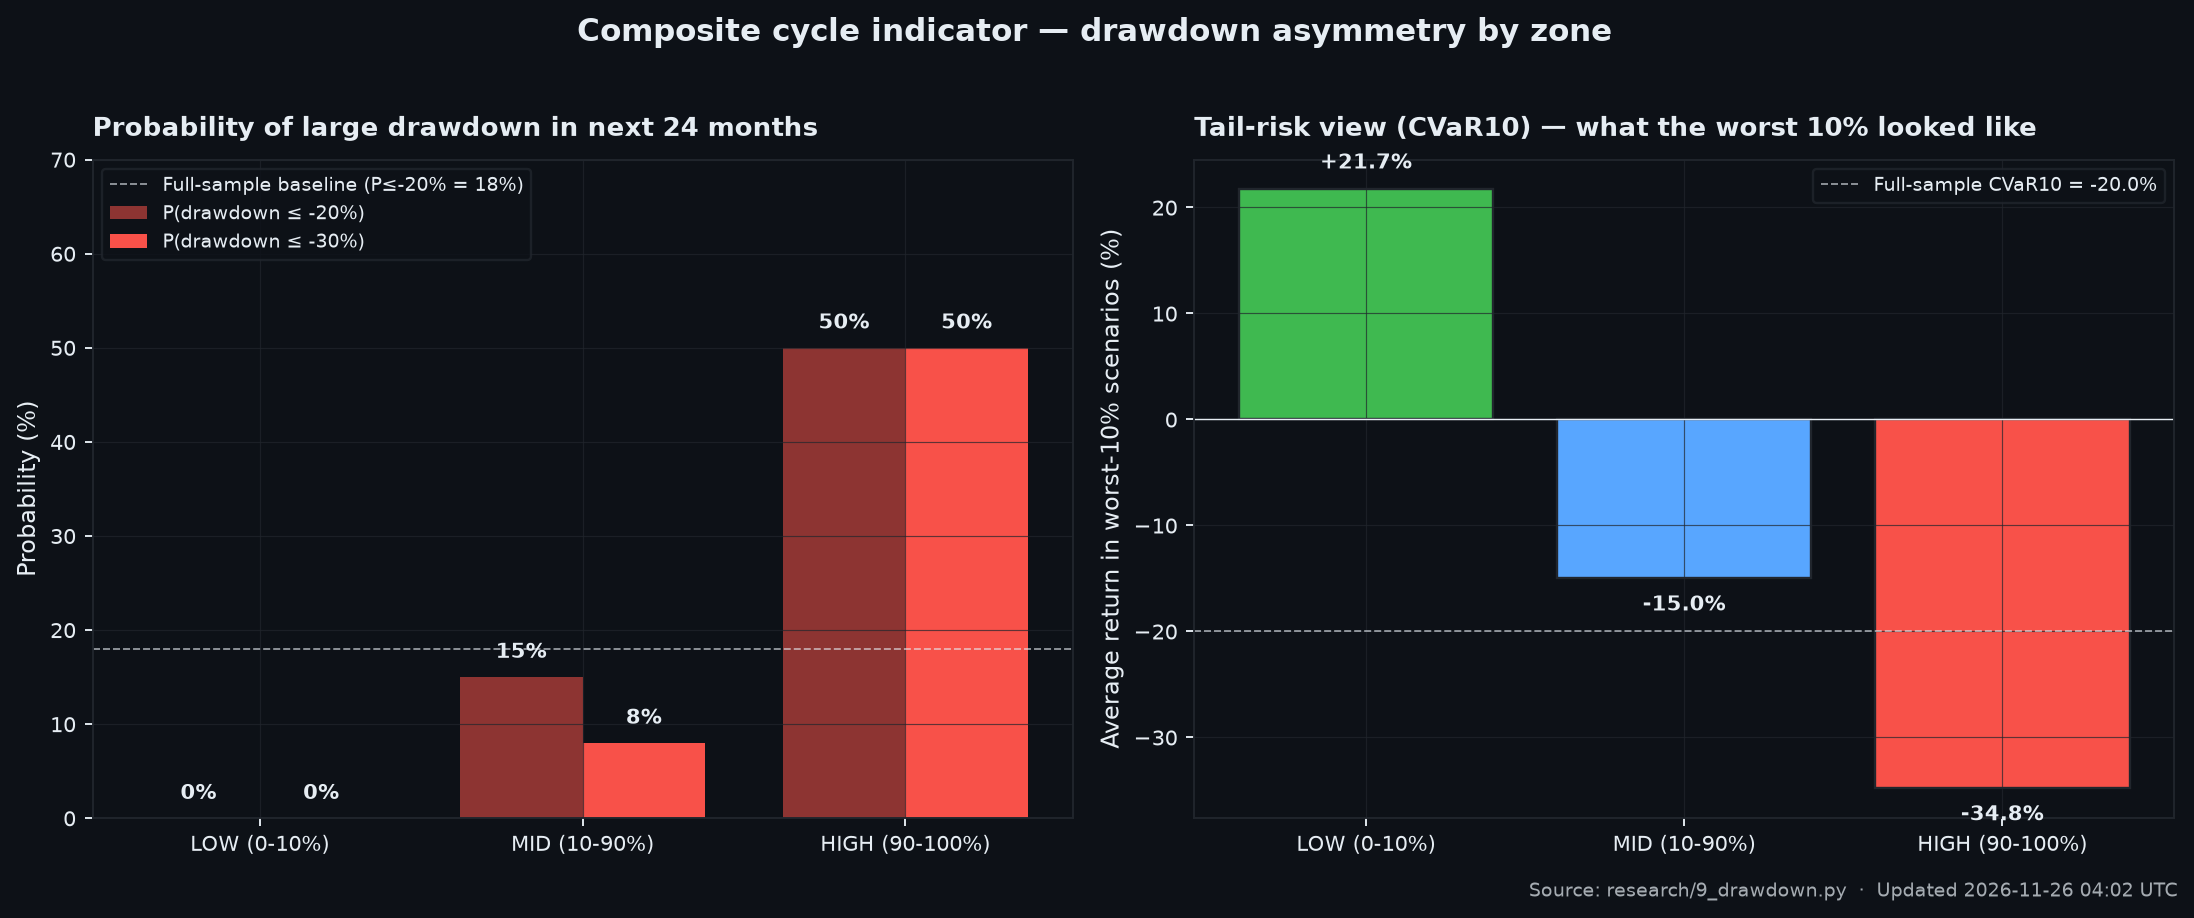 Composite cycle indicator — drawdown asymmetry by zone
Probability of large drawdown in next 24 months
Probability (%)
70
60
50
40
30
20
10
0
Full-sample baseline (P≤-20% = 18%)
P(drawdown ≤ -20%)
P(drawdown ≤ -30%)
0%
0%
15%
8%
50%
50%
LOW (0-10%)
MID (10-90%)
HIGH (90-100%)
Tail-risk view (CVaR10) — what the worst 10% looked like
Average return in worst-10% scenarios (%)
20
10
0
−10
−20
−30
Full-sample CVaR10 = -20.0%
+21.7%
-15.0%
-34.8%
LOW (0-10%)
MID (10-90%)
HIGH (90-100%)
Source: research/9_drawdown.py · Updated 2026-11-26 04:02 UTC